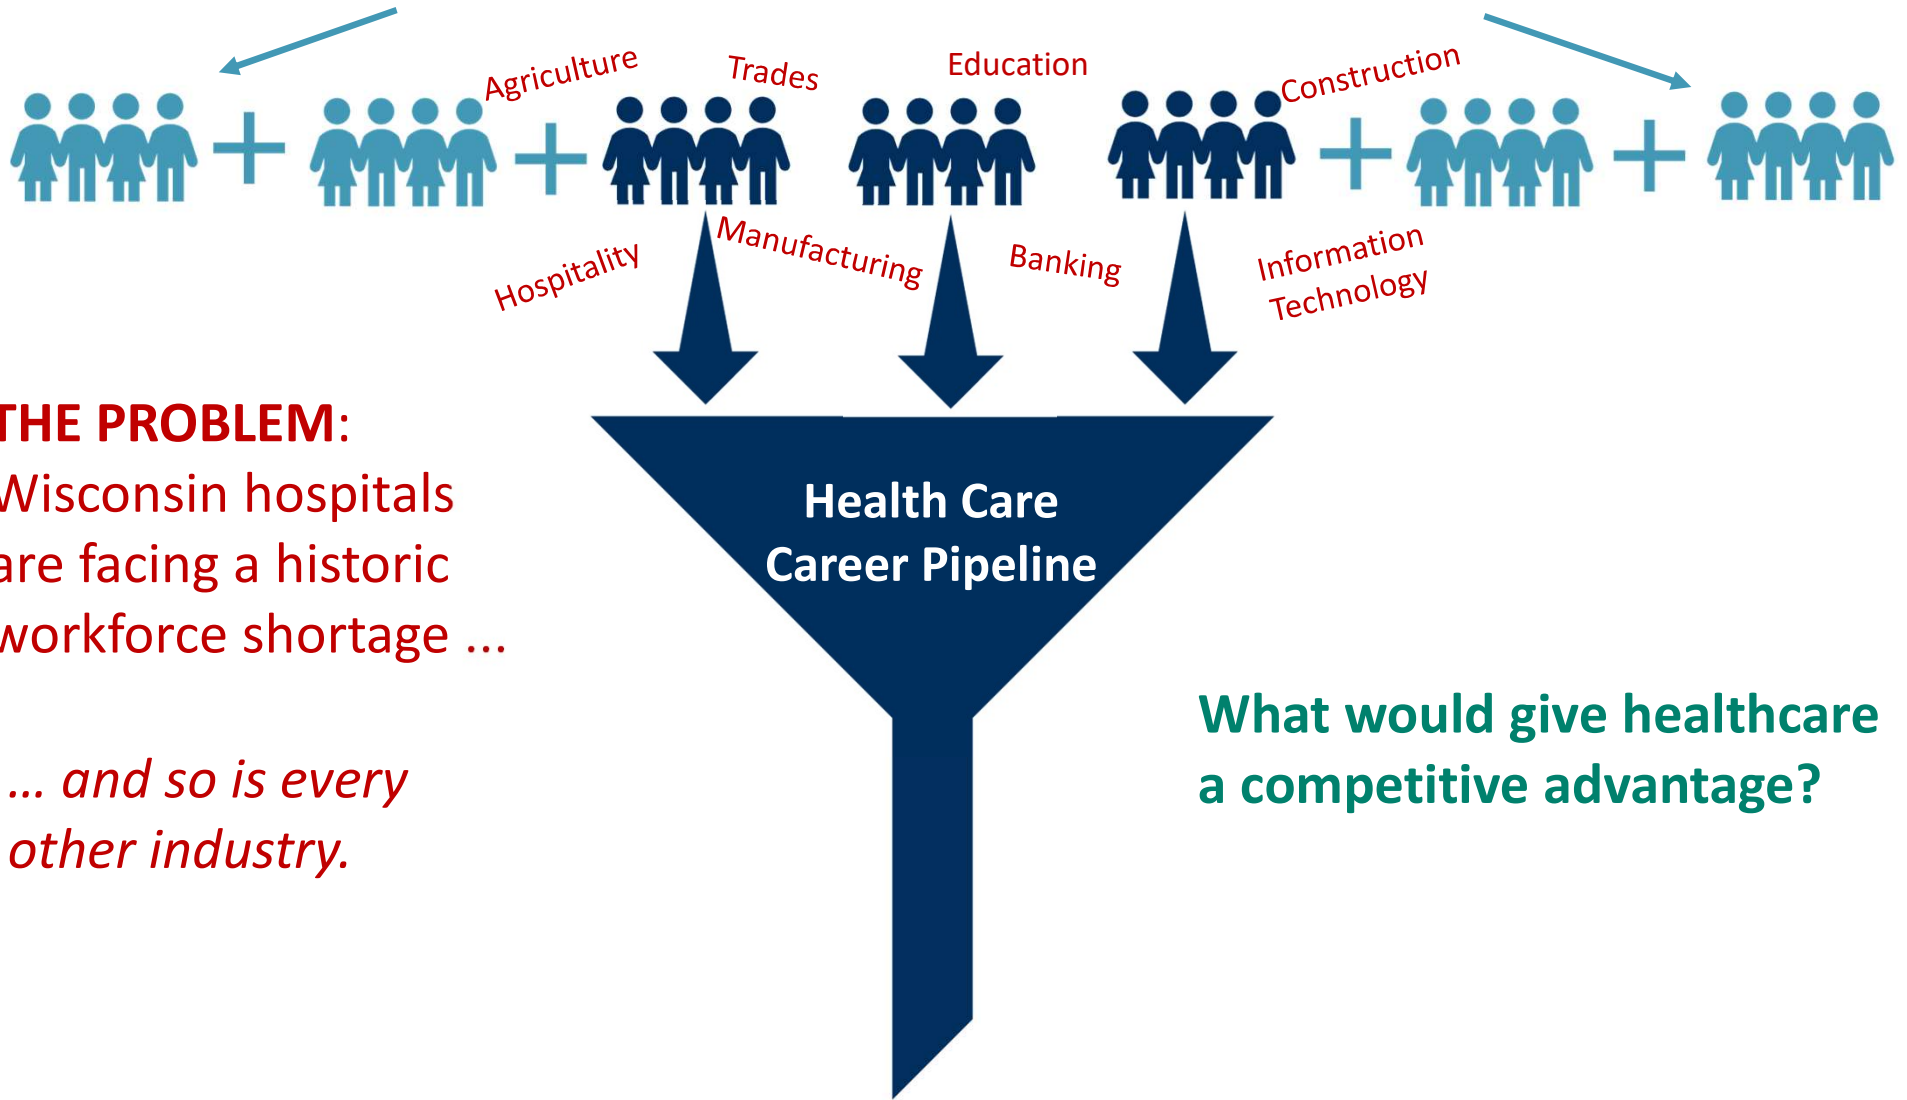 Agriculture
Trades
Education
Construction
Hospitality
Manufacturing
Banking
Information
Technology
THE PROBLEM:
Wisconsin hospitals
are facing a historic
workforce shortage ...
... and so is every
other industry.
Health Care
Career Pipeline
What would give healthcare
a competitive advantage?